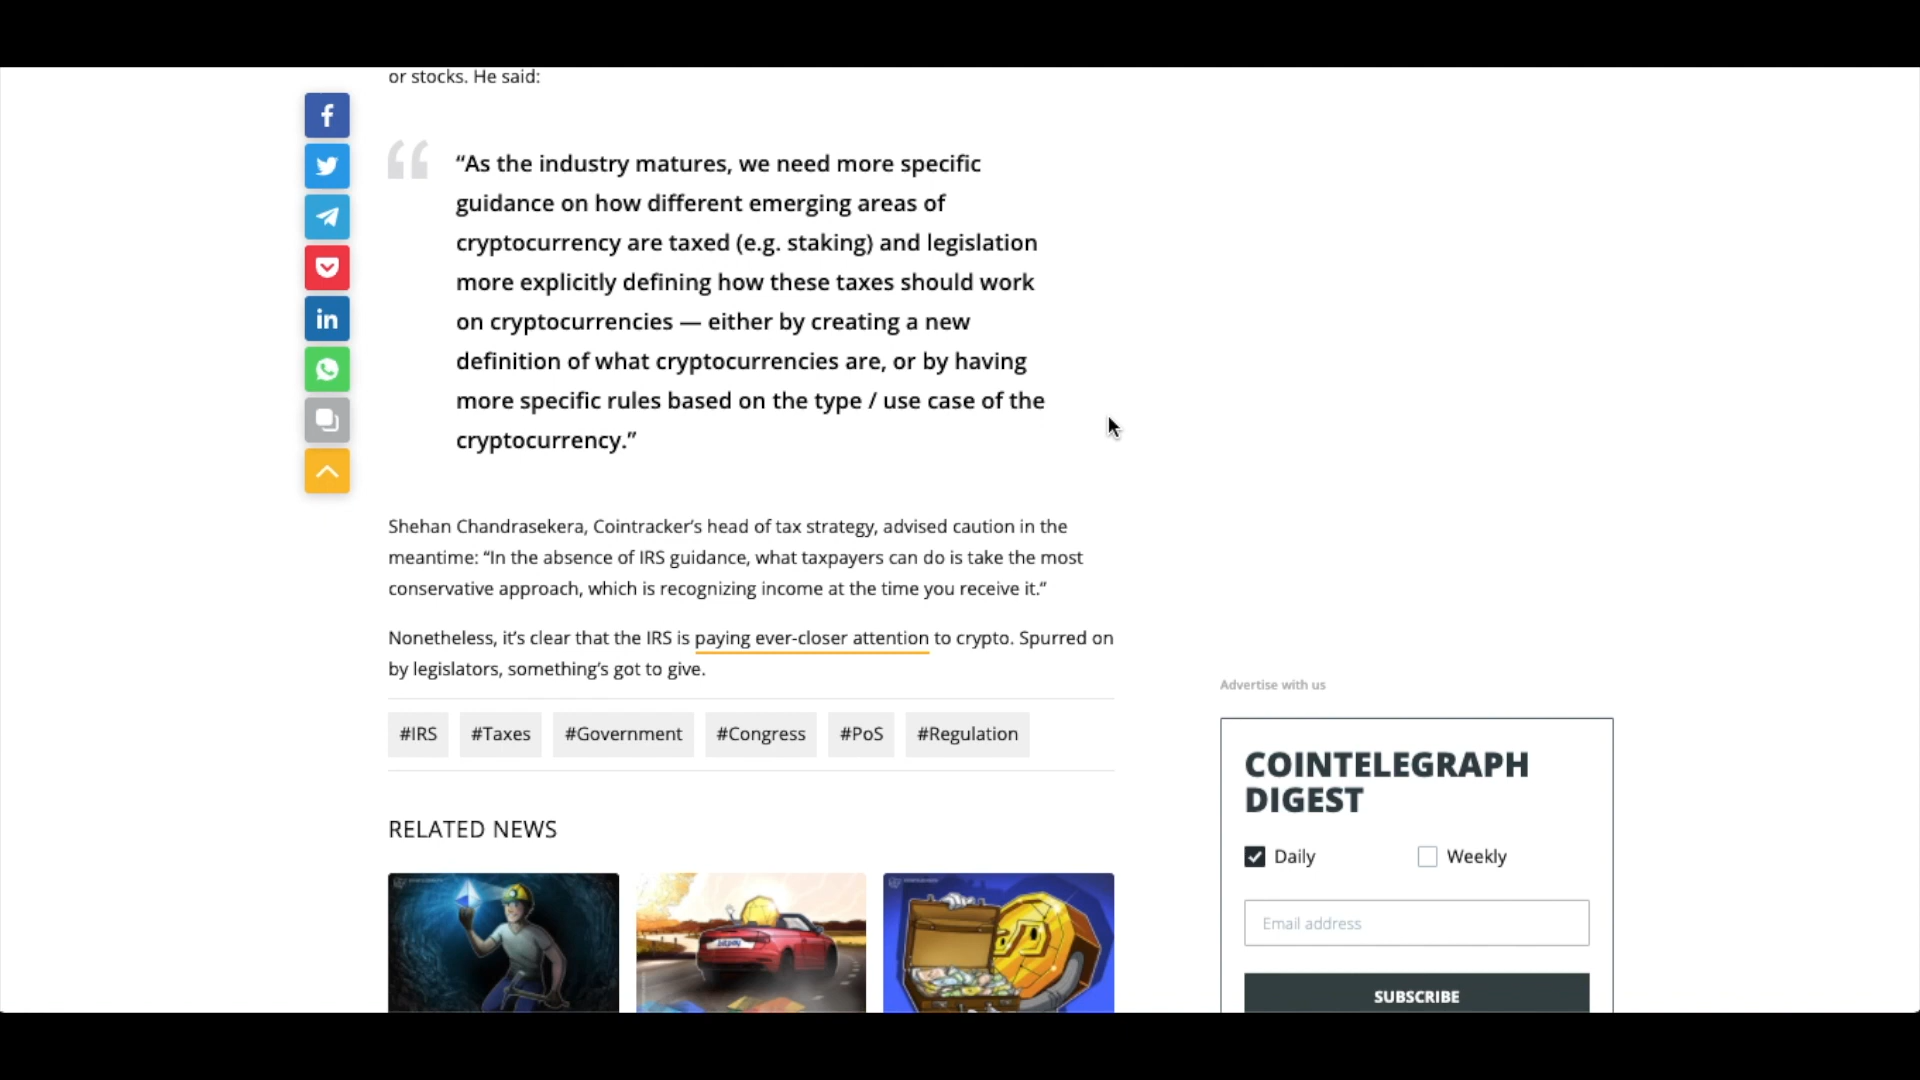 or stocks. He said:
“As the industry matures, we need more specific
guidance on how different emerging areas of
cryptocurrency are taxed (e.g. staking) and legislation
more explicitly defining how these taxes should work
on cryptocurrencies — either by creating a new
definition of what cryptocurrencies are, or by having
more specific rules based on the type / use case of the
cryptocurrency.”
Shehan Chandrasekera, Cointracker’s head of tax strategy, advised caution in the
meantime: “In the absence of IRS guidance, what taxpayers can do is take the most
conservative approach, which is recognizing income at the time you receive it.”
Nonetheless, it’s clear that the IRS is paying ever-closer attention to crypto. Spurred on
by legislators, something’s got to give.
#IRS #Taxes #Government #Congress #PoS #Regulation
RELATED NEWS
bitpay
Advertise with us
COINTELEGRAPH
DIGEST
Daily Weekly
Email address
SUBSCRIBE